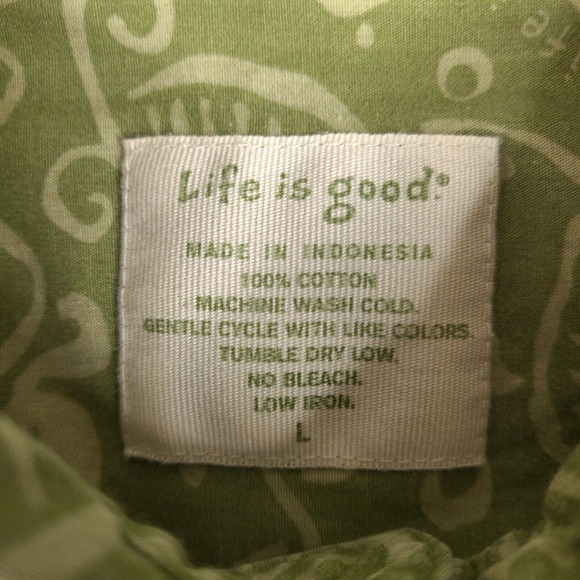 Life is good.®
MADE IN INDONESIA
100% COTTON
MACHINE WASH COLD.
GENTLE CYCLE WITH LIKE COLORS.
TUMBLE DRY LOW.
NO BLEACH.
LOW IRON.
L